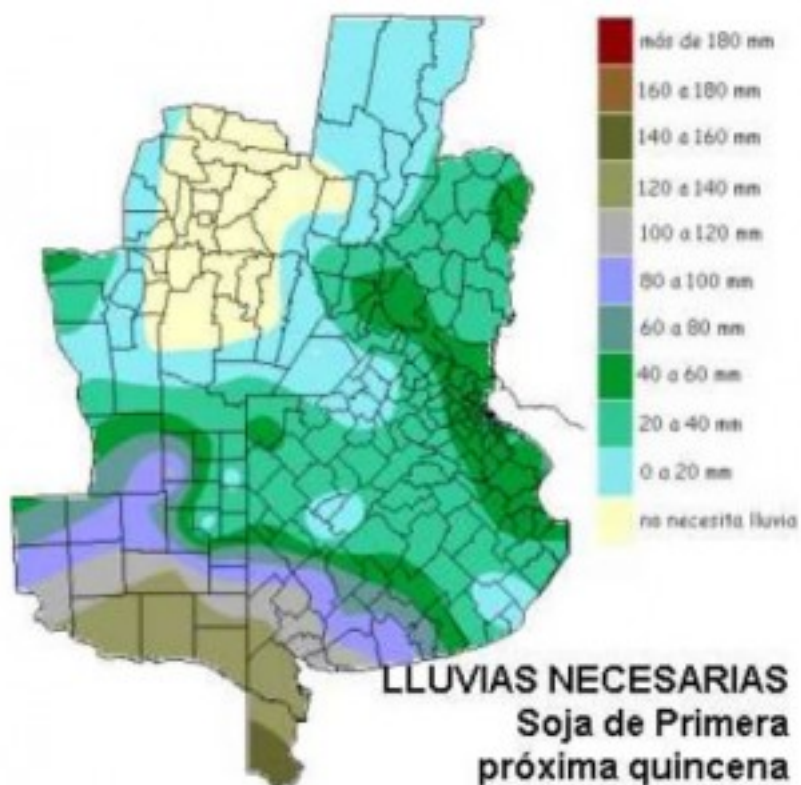 más de 180 mm
160 a 180 mm
140 a 160 mm
120 a 140 mm
100 a 120 mm
80 a 100 mm
60 a 80 mm
40 a 60 mm
20 a 40 mm
0 a 20 mm
no necesita lluvia
LLUVIAS NECESARIAS
Soja de Primera
próxima quincena